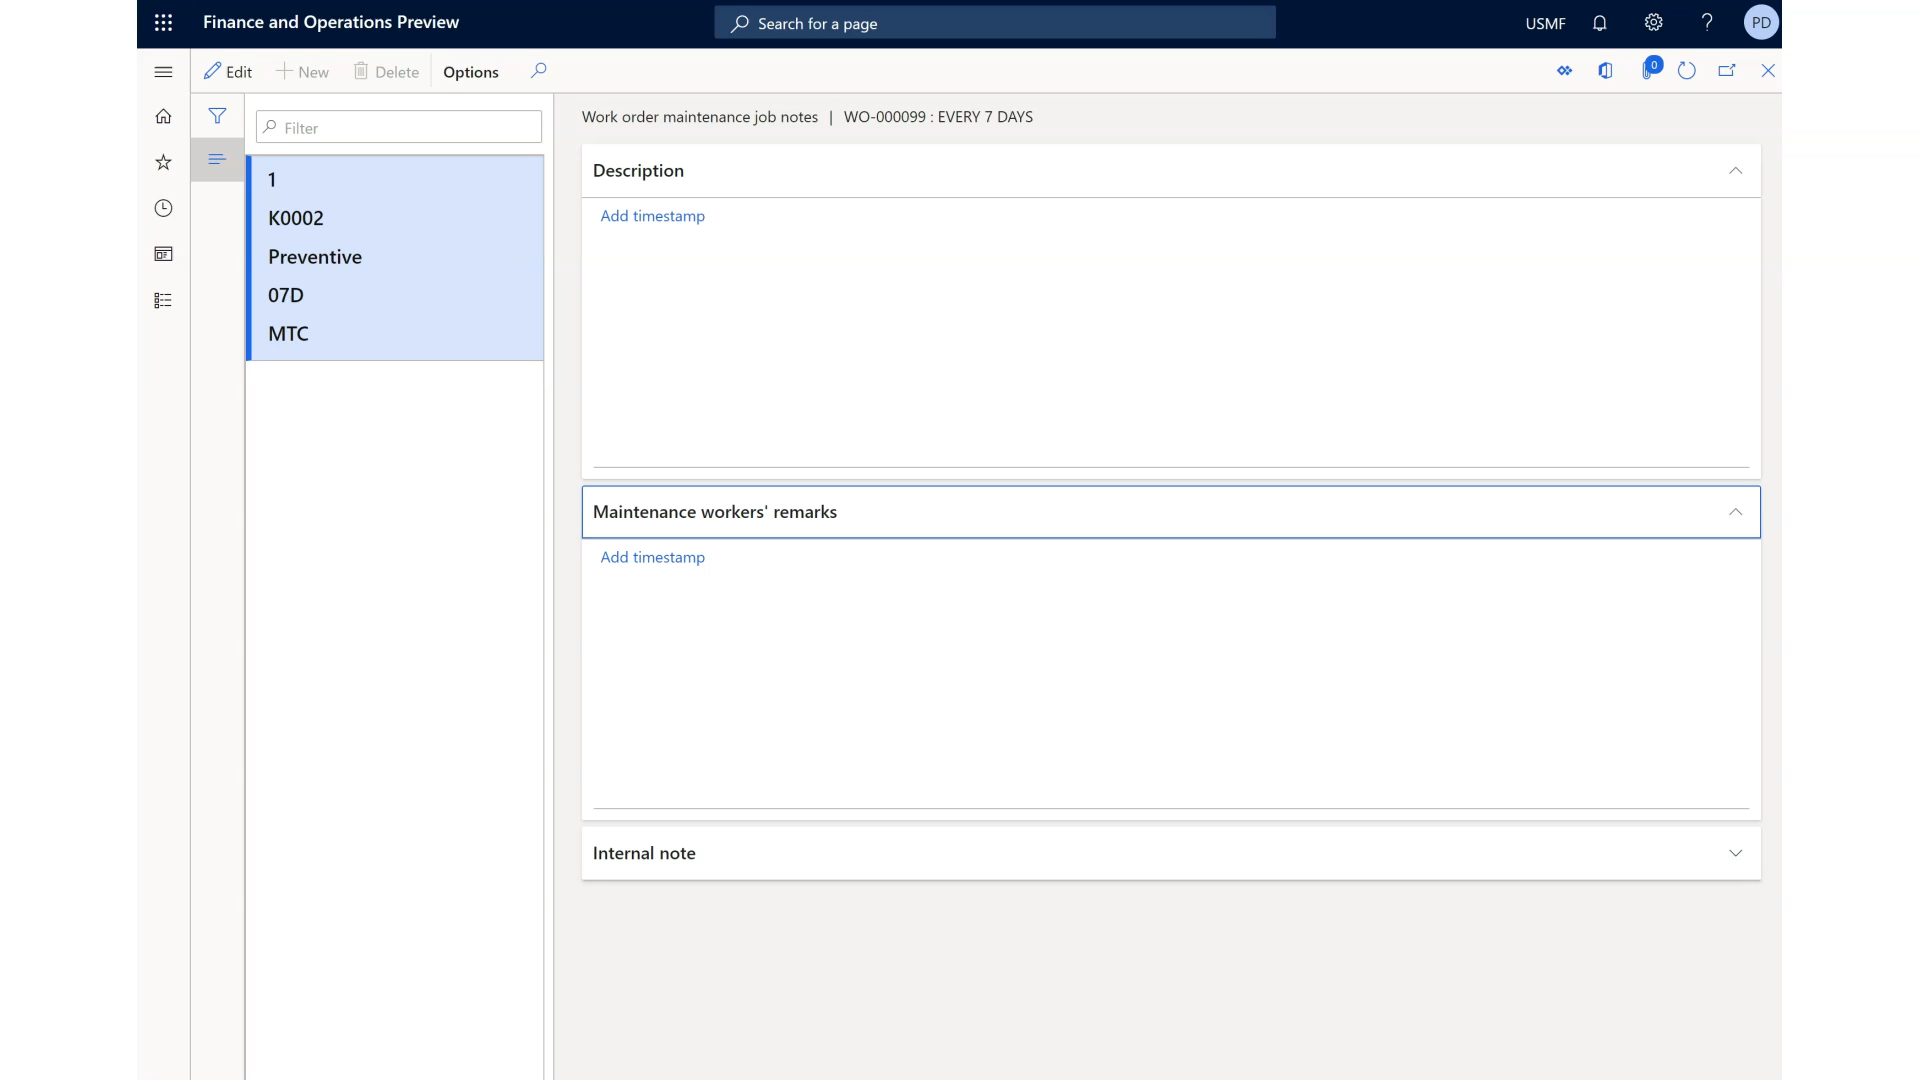 Finance and Operations Preview
Search for a page
USMF
PD
Edit
New
Delete
Options
0
Filter
1
K0002
Preventive
07D
MTC
Work order maintenance job notes | WO-000099 : EVERY 7 DAYS
Description
Add timestamp
Maintenance workers' remarks
Add timestamp
Internal note